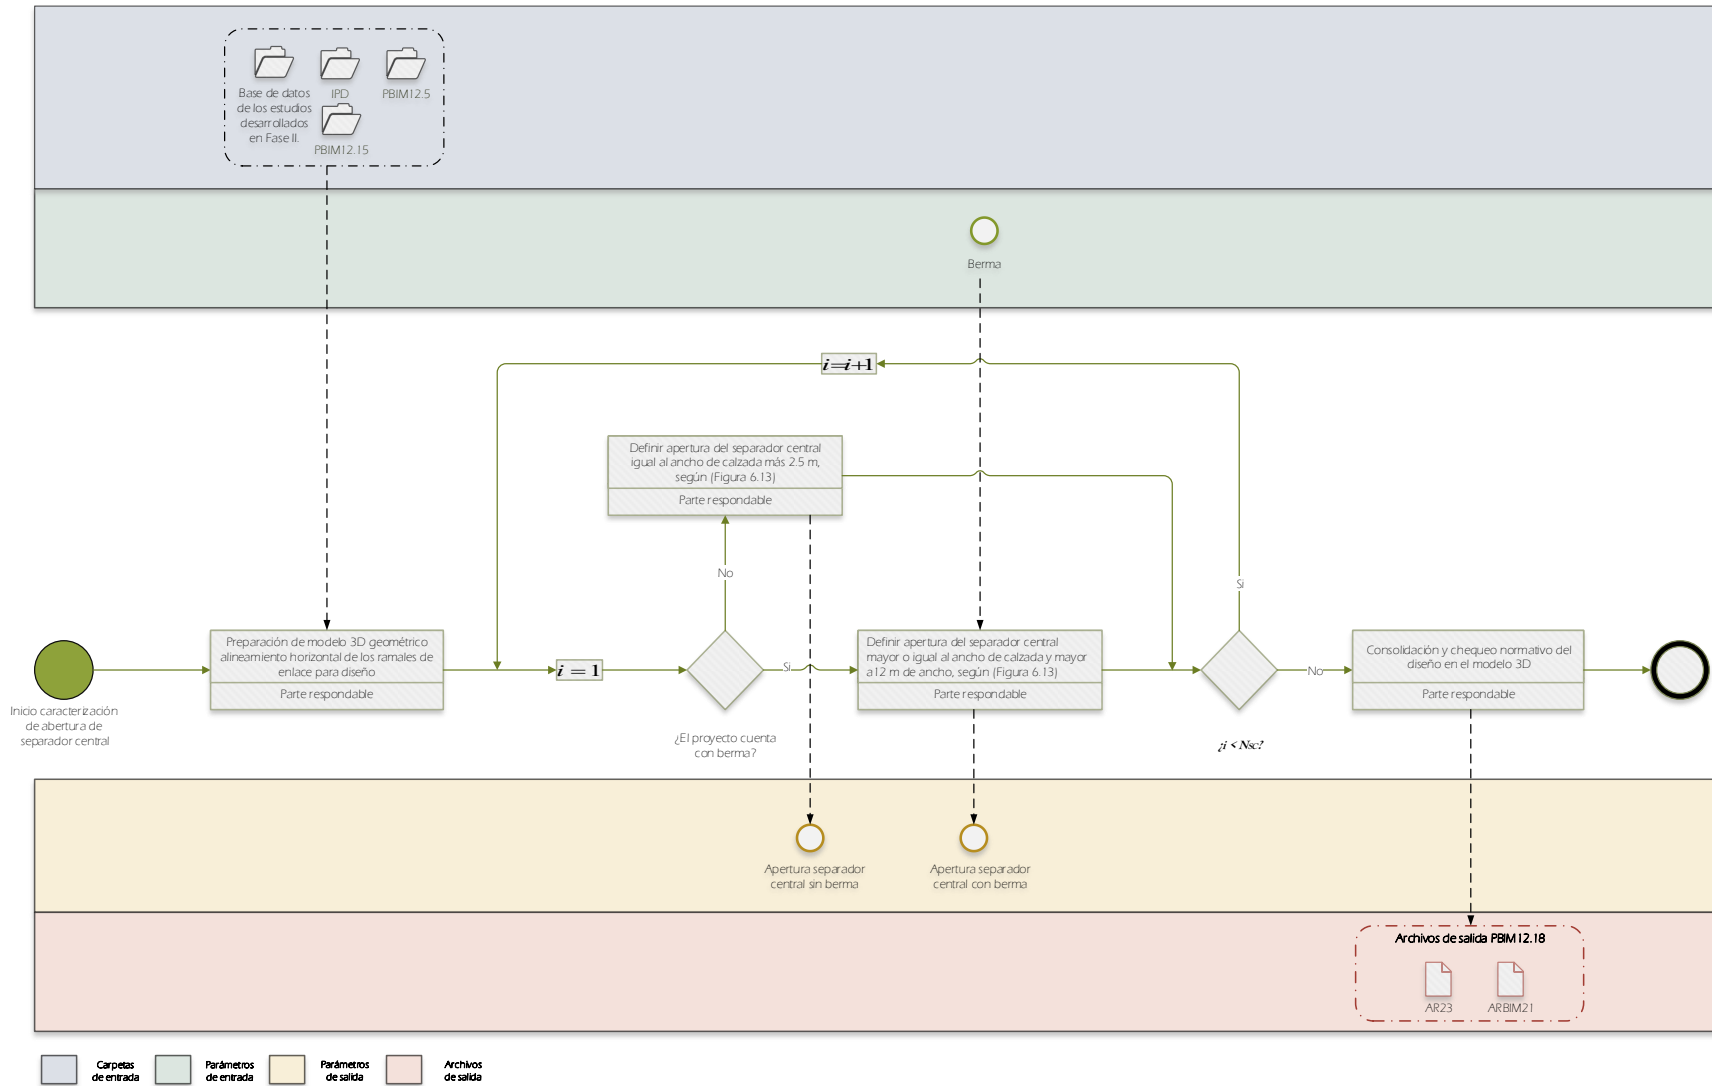 Base de datos
de los estudios
desarrollados
en Fase II.
IPD
PBIM12.5
PBIM12.15
Berma
i=i+1
Definir apertura del separador central
igual al ancho de calzada más 2.5 m,
según (Figura 6.13)
Parte respondable
No
Si
Inicio caracterización
de abertura de
separador central
Preparación de modelo 3D geométrico
alineamiento horizontal de los ramales de
enlace para diseño
Parte respondable
i = 1
¿El proyecto cuenta
con berma?
Si
Definir apertura del separador central
mayor o igual al ancho de calzada y mayor
a12 m de ancho, según (Figura 6.13)
Parte respondable
¿i < Nsc?
No
Consolidación y chequeo normativo del
diseño en el modelo 3D
Parte respondable
Apertura separador
central sin berma
Apertura separador
central con berma
Archivos de salida PBIM12.18
AR23
ARBIM21
Carpetas
de entrada
Parámetros
de entrada
Parámetros
de salida
Archivos
de salida